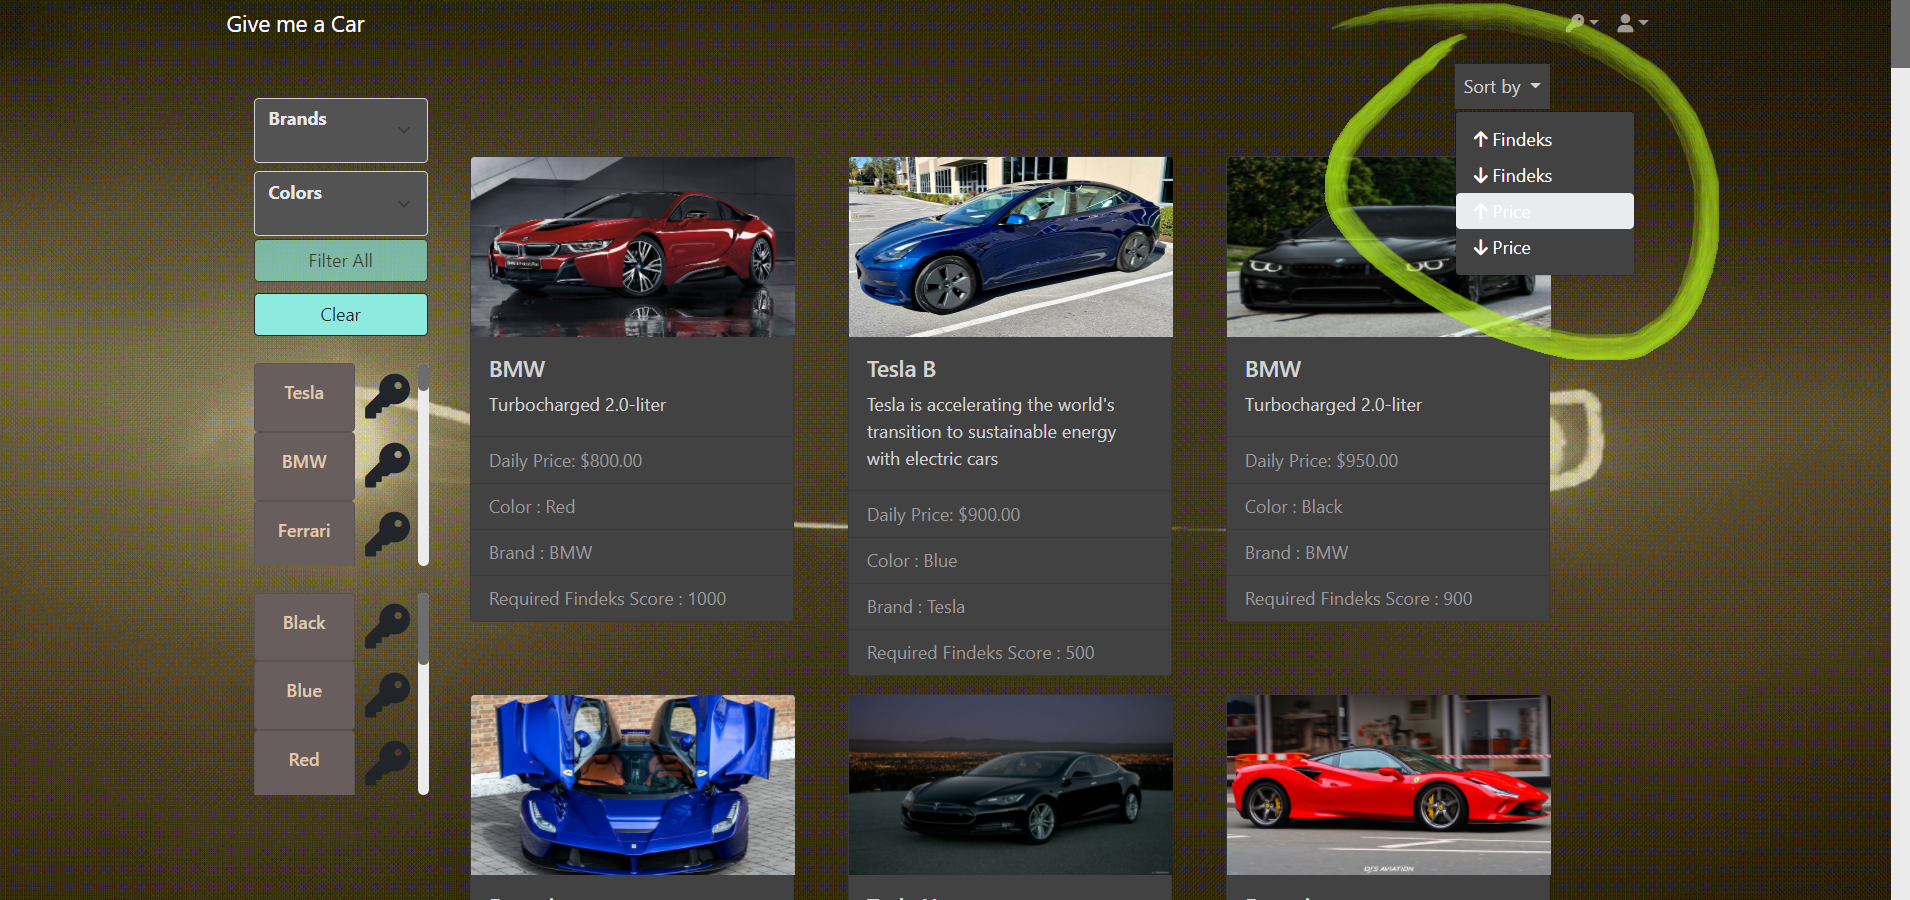 Give me a Car
Sort by
Findeks
Findeks
Price
Price
Brands
Colors
Filter All
Clear
Tesla
BMW
Ferrari
Black
Blue
Red
BMW
Turbocharged 2.0-liter
Daily Price: $800.00
Color : Red
Brand : BMW
Required Findeks Score : 1000
Tesla B
Tesla is accelerating the world's
transition to sustainable energy
with electric cars
Daily Price: $900.00
Color : Blue
Brand : Tesla
Required Findeks Score : 500
BMW
Turbocharged 2.0-liter
Daily Price: $950.00
Color : Black
Brand : BMW
Required Findeks Score : 900
DJ'S AVIATION